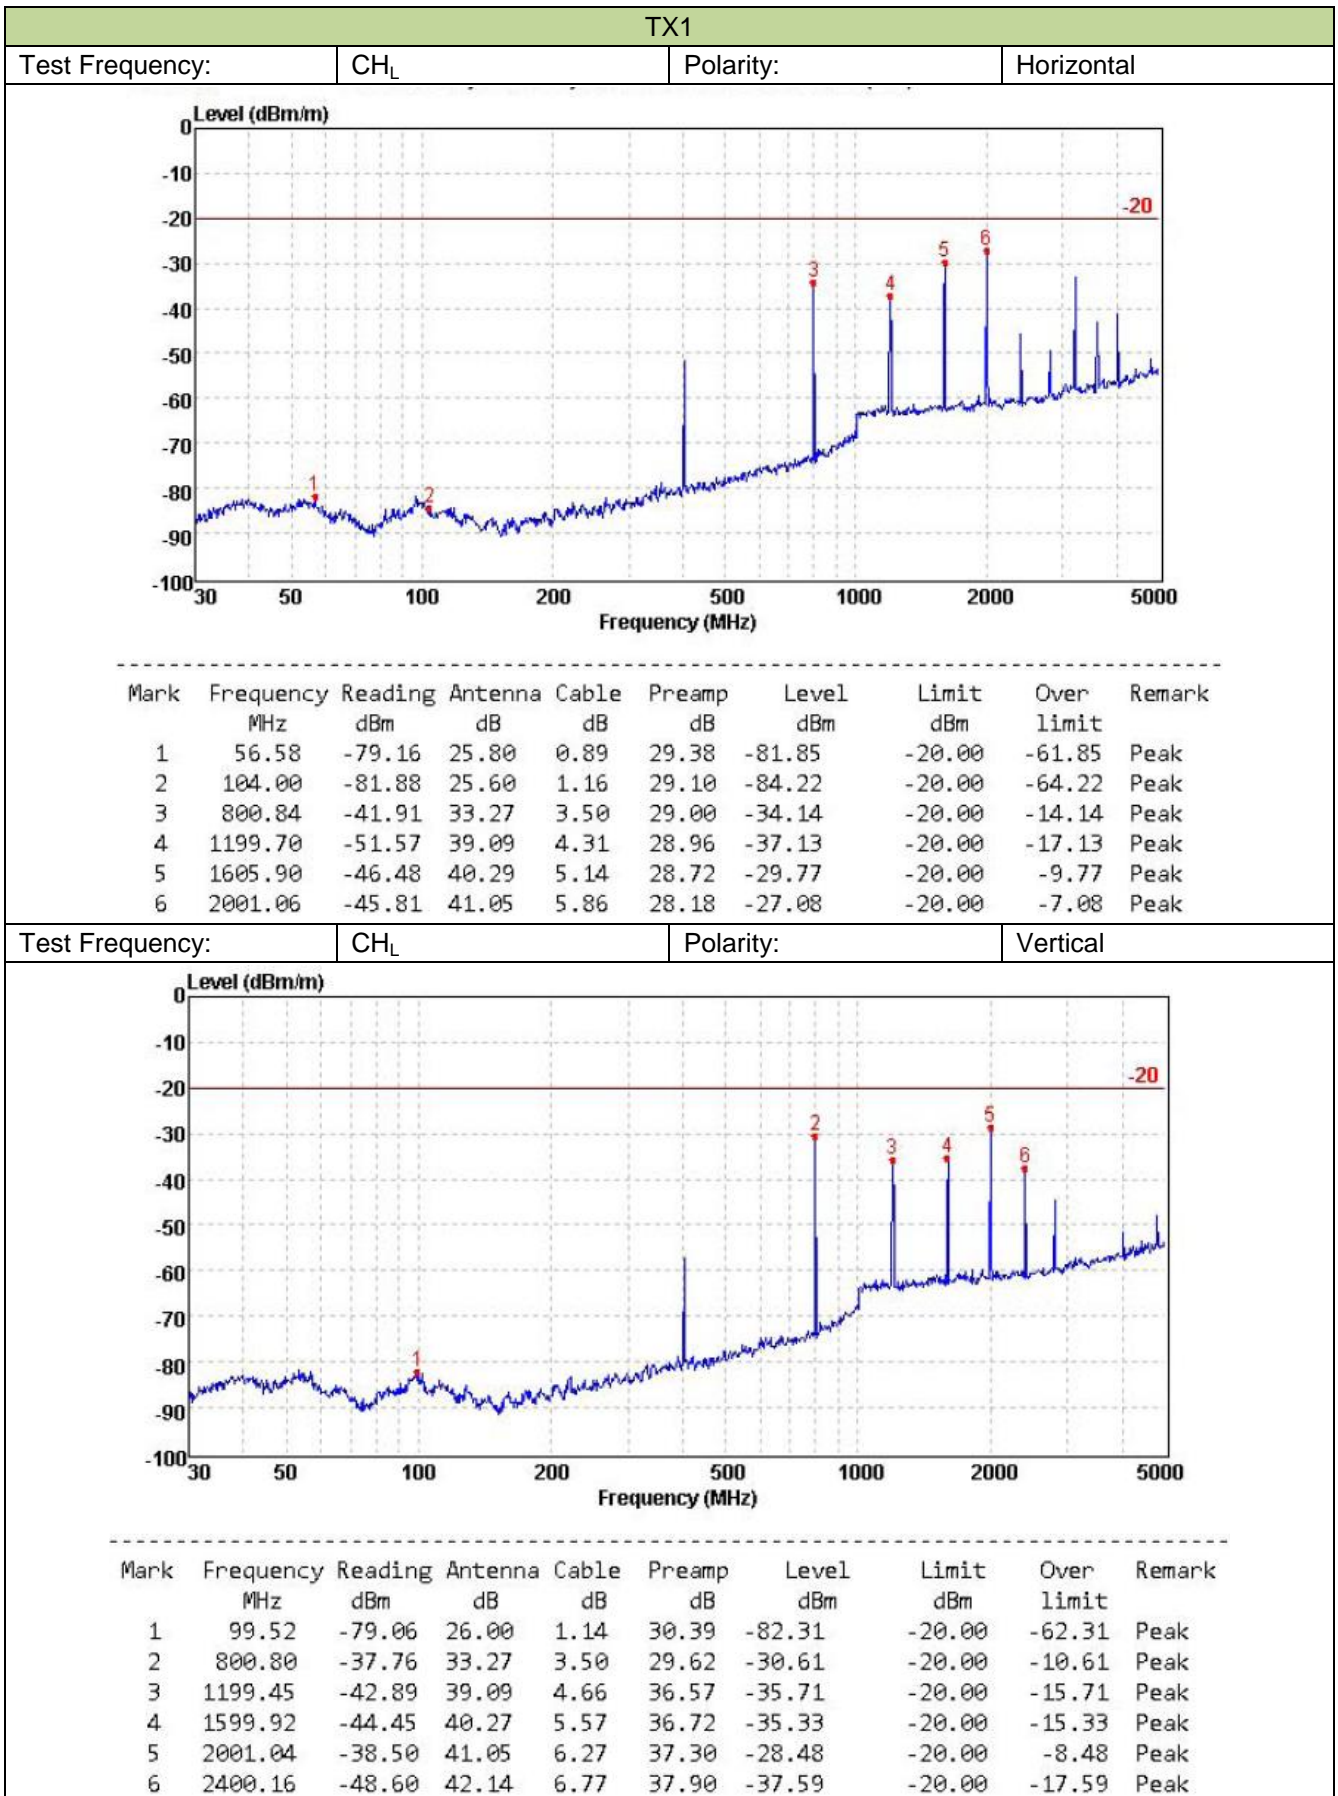 TX1
Test Frequency: CHL Polarity: Horizontal
Level (dBm/m)
0
-10
-20
-20
-30
-40
-50
-60
-70
-80
-90
-100
1 2 3 4 5 6
30 50 100 200 500 1000 2000 5000
Frequency (MHz)
Mark Frequency Reading Antenna Cable Preamp Level Limit Over Remark
MHz dBm dB dB dB dBm dBm limit
1 56.58 -79.16 25.80 0.89 29.38 -81.85 -20.00 -61.85 Peak
2 104.00 -81.88 25.60 1.16 29.10 -84.22 -20.00 -64.22 Peak
3 800.84 -41.91 33.27 3.50 29.00 -34.14 -20.00 -14.14 Peak
4 1199.70 -51.57 39.09 4.31 28.96 -37.13 -20.00 -17.13 Peak
5 1605.90 -46.48 40.29 5.14 28.72 -29.77 -20.00 -9.77 Peak
6 2001.06 -45.81 41.05 5.86 28.18 -27.08 -20.00 -7.08 Peak
Test Frequency: CHL Polarity: Vertical
Level (dBm/m)
0
-10
-20
-20
-30
-40
-50
-60
-70
-80
-90
-100
1 2 3 4 5 6
30 50 100 200 500 1000 2000 5000
Frequency (MHz)
Mark Frequency Reading Antenna Cable Preamp Level Limit Over Remark
MHz dBm dB dB dB dBm dBm limit
1 99.52 -79.06 26.00 1.14 30.39 -82.31 -20.00 -62.31 Peak
2 800.80 -37.76 33.27 3.50 29.62 -30.61 -20.00 -10.61 Peak
3 1199.45 -42.89 39.09 4.66 36.57 -35.71 -20.00 -15.71 Peak
4 1599.92 -44.45 40.27 5.57 36.72 -35.33 -20.00 -15.33 Peak
5 2001.04 -38.50 41.05 6.27 37.30 -28.48 -20.00 -8.48 Peak
6 2400.16 -48.60 42.14 6.77 37.90 -37.59 -20.00 -17.59 Peak